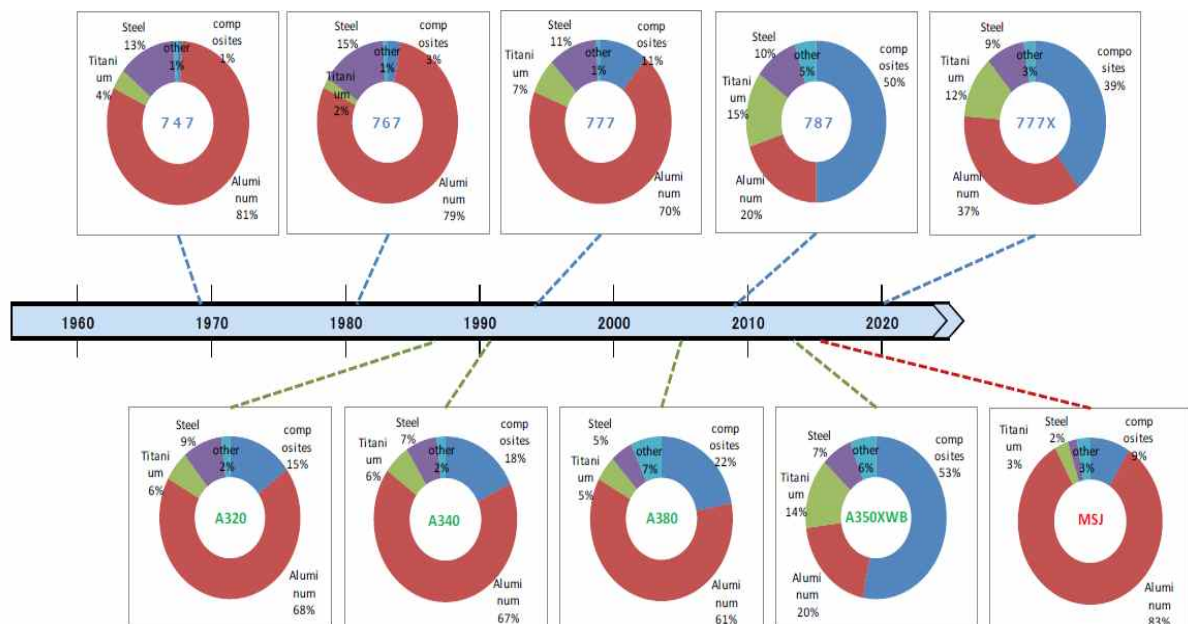 Steel
13%
other
1%
comp
osites
1%
Titani
um
4%
747
Alumi
num
81%
Steel
15%
other
1%
comp
osites
3%
Titani
um
2%
767
Alumi
num
79%
Steel
11%
other
1%
comp
osites
11%
Titani
um
7%
777
Alumi
num
70%
Steel
10%
other
5%
comp
osites
50%
Titani
um
15%
787
Alumi
num
20%
Steel
9%
other
3%
compo
sites
39%
Titani
um
12%
777X
Alumi
num
37%
1960 1970 1980 1990 2000 2010 2020
Steel
9%
other
2%
comp
osites
15%
Titani
um
6%
A320
Alumi
num
68%
Steel
7%
other
2%
comp
osites
18%
Titani
um
6%
A340
Alumi
num
67%
Steel
5%
other
7%
comp
osites
22%
Titani
um
5%
A380
Alumi
num
61%
Steel
7%
other
6%
comp
osites
53%
Titani
um
14%
A350XWB
Alumi
num
20%
Steel
2%
other
3%
comp
osites
9%
Titani
um
3%
MSJ
Alumi
num
83%